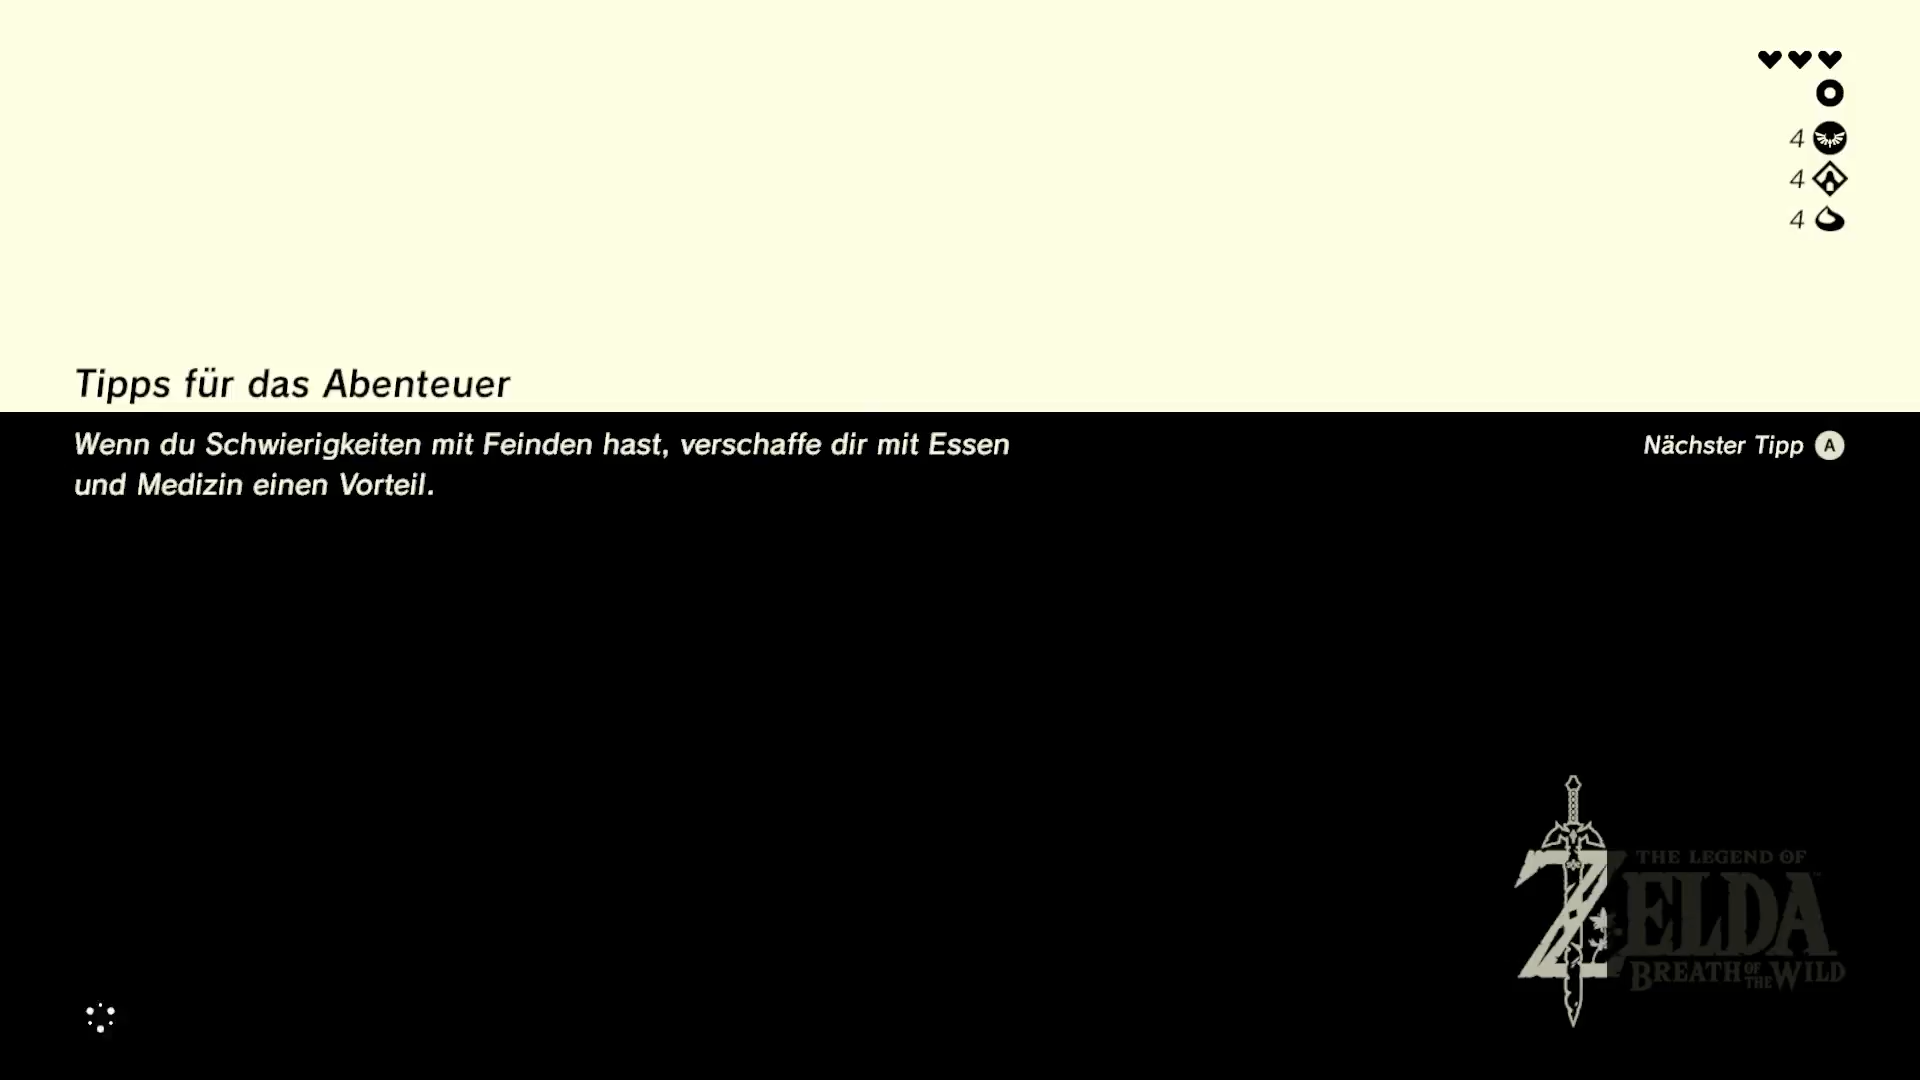 4
4
4
Tipps für das Abenteuer
Wenn du Schwierigkeiten mit Feinden hast, verschaffe dir mit Essen
und Medizin einen Vorteil.
Nächster Tipp A
THE LEGEND OF
ZELDA
BREATH OF THE WILD